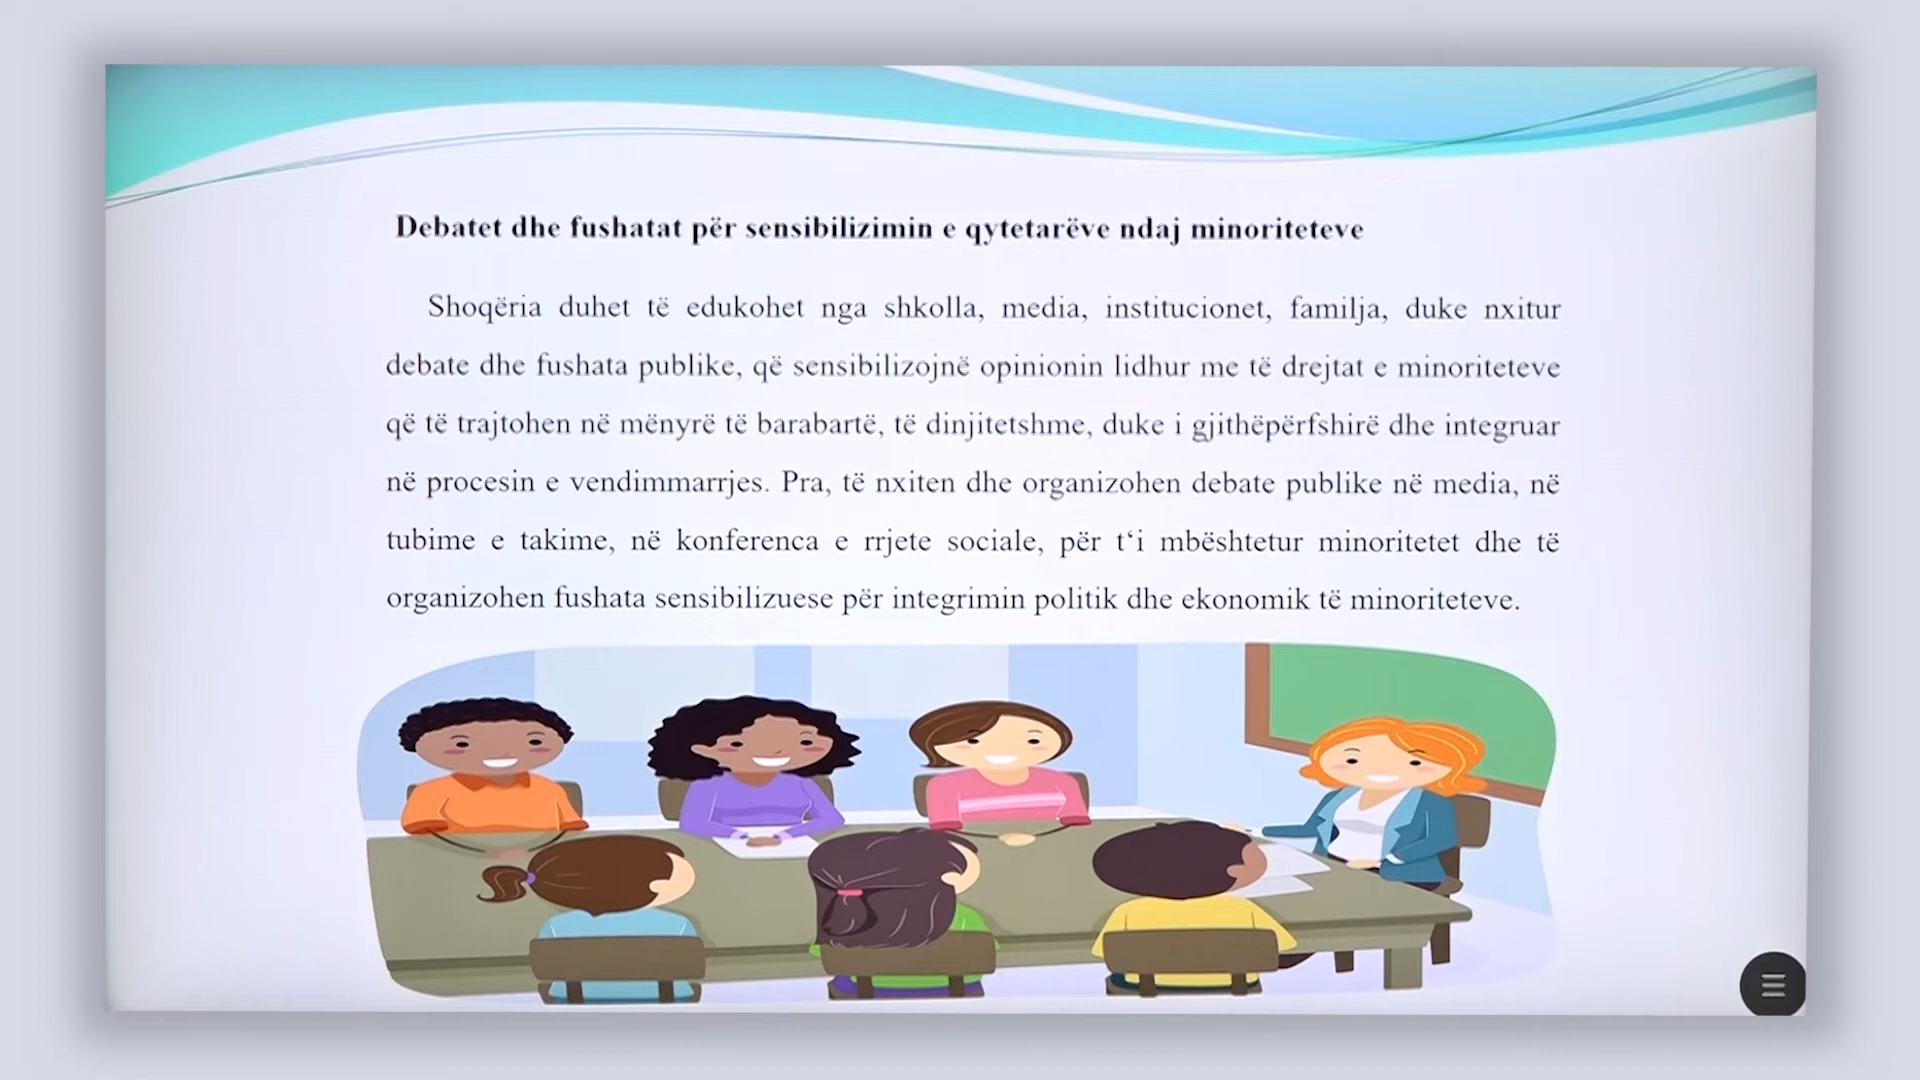 Debatet dhe fushatat për sensibilizimin e qytetarëve ndaj minoriteteve
Shoqëria duhet të edukohet nga shkolla, media, institucionet, familja, duke nxitur
debate dhe fushata publike, që sensibilizojnë opinionin lidhur me të drejtat e minoriteteve
që të trajtohen në mënyrë të barabartë, të dinjitetshme, duke i gjithëpërfshirë dhe integruar
në procesin e vendimmarrjes. Pra, të nxiten dhe organizohen debate publike në media, në
tubime e takime, në konferenca e rrjete sociale, për t‘i mbështetur minoritetet dhe të
organizohen fushata sensibilizuese për integrimin politik dhe ekonomik të minoriteteve.